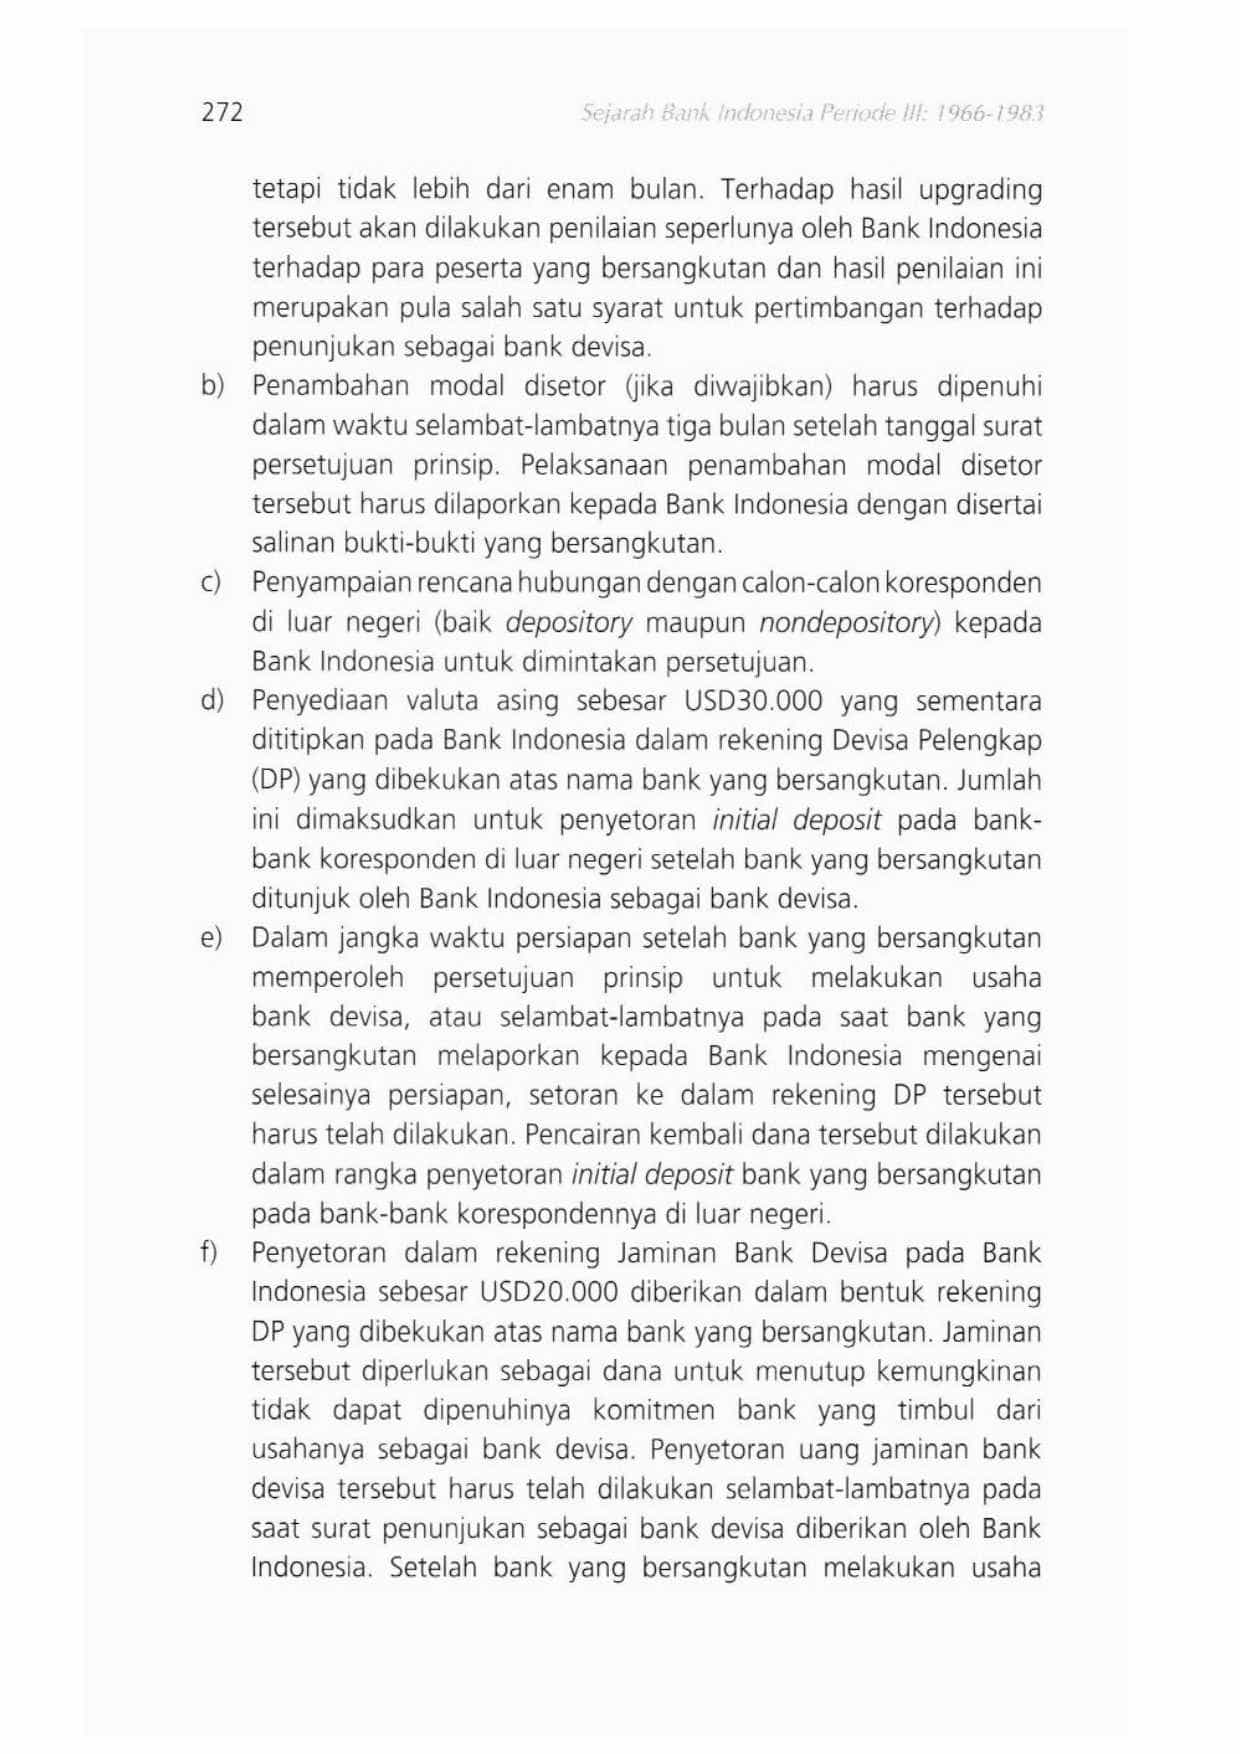 272
Sejarah Bank Indonesia Periode III: 1966-1983
tetapi tidak lebih dari enam bulan. Terhadap hasil upgrading
tersebut akan dilakukan penilaian seperlunya oleh Bank Indonesia
terhadap para peserta yang bersangkutan dan hasil penilaian ini
merupakan pula salah satu syarat untuk pertimbangan terhadap
penunjukan sebagai bank devisa.
b) Penambahan modal disetor (jika diwajibkan) harus dipenuhi
dalam waktu selambat-lambatnya tiga bulan setelah tanggal surat
persetujuan prinsip. Pelaksanaan penambahan modal disetor
tersebut harus dilaporkan kepada Bank Indonesia dengan disertai
salinan bukti-bukti yang bersangkutan.
c) Penyampaian rencana hubungan dengan calon-calon koresponden
di luar negeri (baik depository maupun nondepository) kepada
Bank Indonesia untuk dimintakan persetujuan.
d) Penyediaan valuta asing sebesar USD30.000 yang sementara
dititipkan pada Bank Indonesia dalam rekening Devisa Pelengkap
(DP) yang dibekukan atas nama bank yang bersangkutan. Jumlah
ini dimaksudkan untuk penyetoran initial deposit pada bank-
bank koresponden di luar negeri setelah bank yang bersangkutan
ditunjuk oleh Bank Indonesia sebagai bank devisa.
e) Dalam jangka waktu persiapan setelah bank yang bersangkutan
memperoleh persetujuan prinsip untuk melakukan usaha
bank devisa, atau selambat-lambatnya pada saat bank yang
bersangkutan melaporkan kepada Bank Indonesia mengenai
selesainya persiapan, setoran ke dalam rekening DP tersebut
harus telah dilakukan. Pencairan kembali dana tersebut dilakukan
dalam rangka penyetoran initial deposit bank yang bersangkutan
pada bank-bank korespondennya di luar negeri.
f) Penyetoran dalam rekening Jaminan Bank Devisa pada Bank
Indonesia sebesar USD20.000 diberikan dalam bentuk rekening
DP yang dibekukan atas nama bank yang bersangkutan. Jaminan
tersebut diperlukan sebagai dana untuk menutup kemungkinan
tidak dapat dipenuhinya komitmen bank yang timbul dari
usahanya sebagai bank devisa. Penyetoran uang jaminan bank
devisa tersebut harus telah dilakukan selambat-lambatnya pada
saat surat penunjukan sebagai bank devisa diberikan oleh Bank
Indonesia. Setelah bank yang bersangkutan melakukan usaha